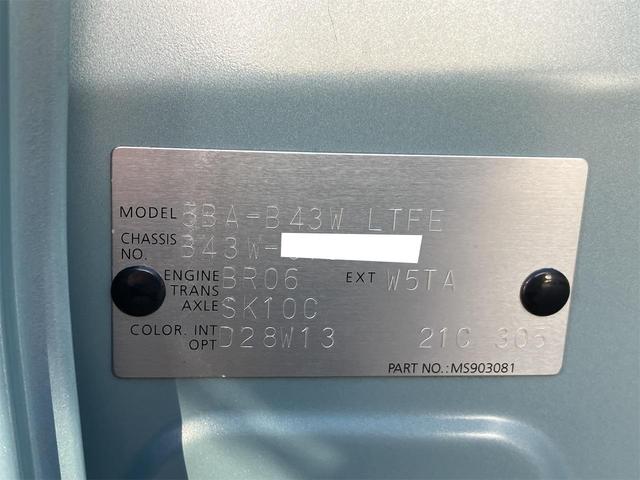 MODEL 5BA-B43W LTFE
CHASSIS NO. B43W-
ENGINE BR06 EXT W5TA
TRANS AXLE SK10C
COLOR. INT D28W13 21C 305
OPT
PART NO.: MS903081